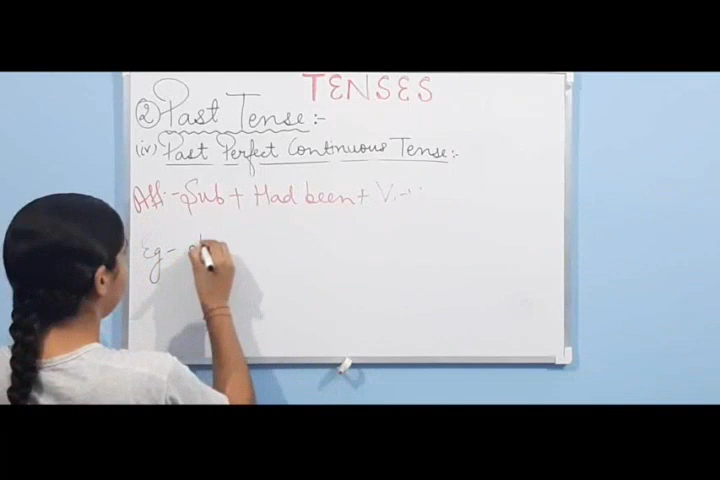 TENSES
② Past Tense :-
(iv) Past Perfect Continuous Tense :-
Aff :- Sub + Had been +
Eg -